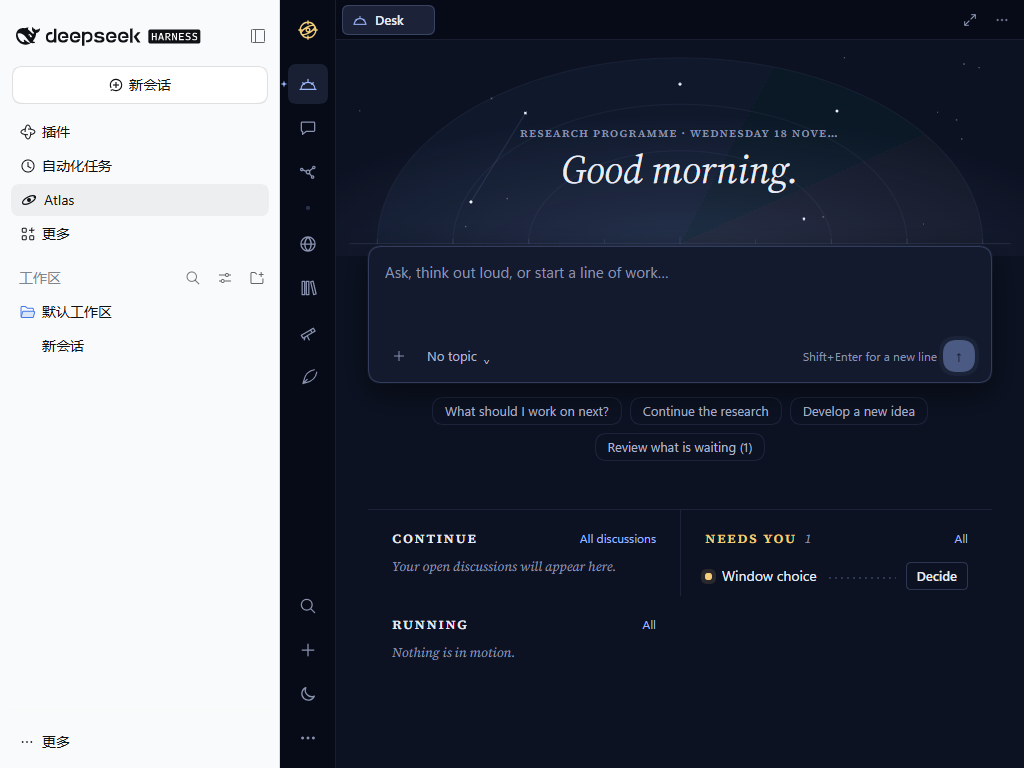 deepseek HARNESS
新会话
插件
自动化任务
Atlas
更多
工作区
默认工作区
新会话
更多
Desk
RESEARCH PROGRAMME · WEDNESDAY 18 NOVE…
Good morning.
Ask, think out loud, or start a line of work…
No topic
Shift+Enter for a new line
What should I work on next?
Continue the research
Develop a new idea
Review what is waiting (1)
CONTINUE
All discussions
Your open discussions will appear here.
NEEDS YOU 1
All
Window choice
Decide
RUNNING
All
Nothing is in motion.